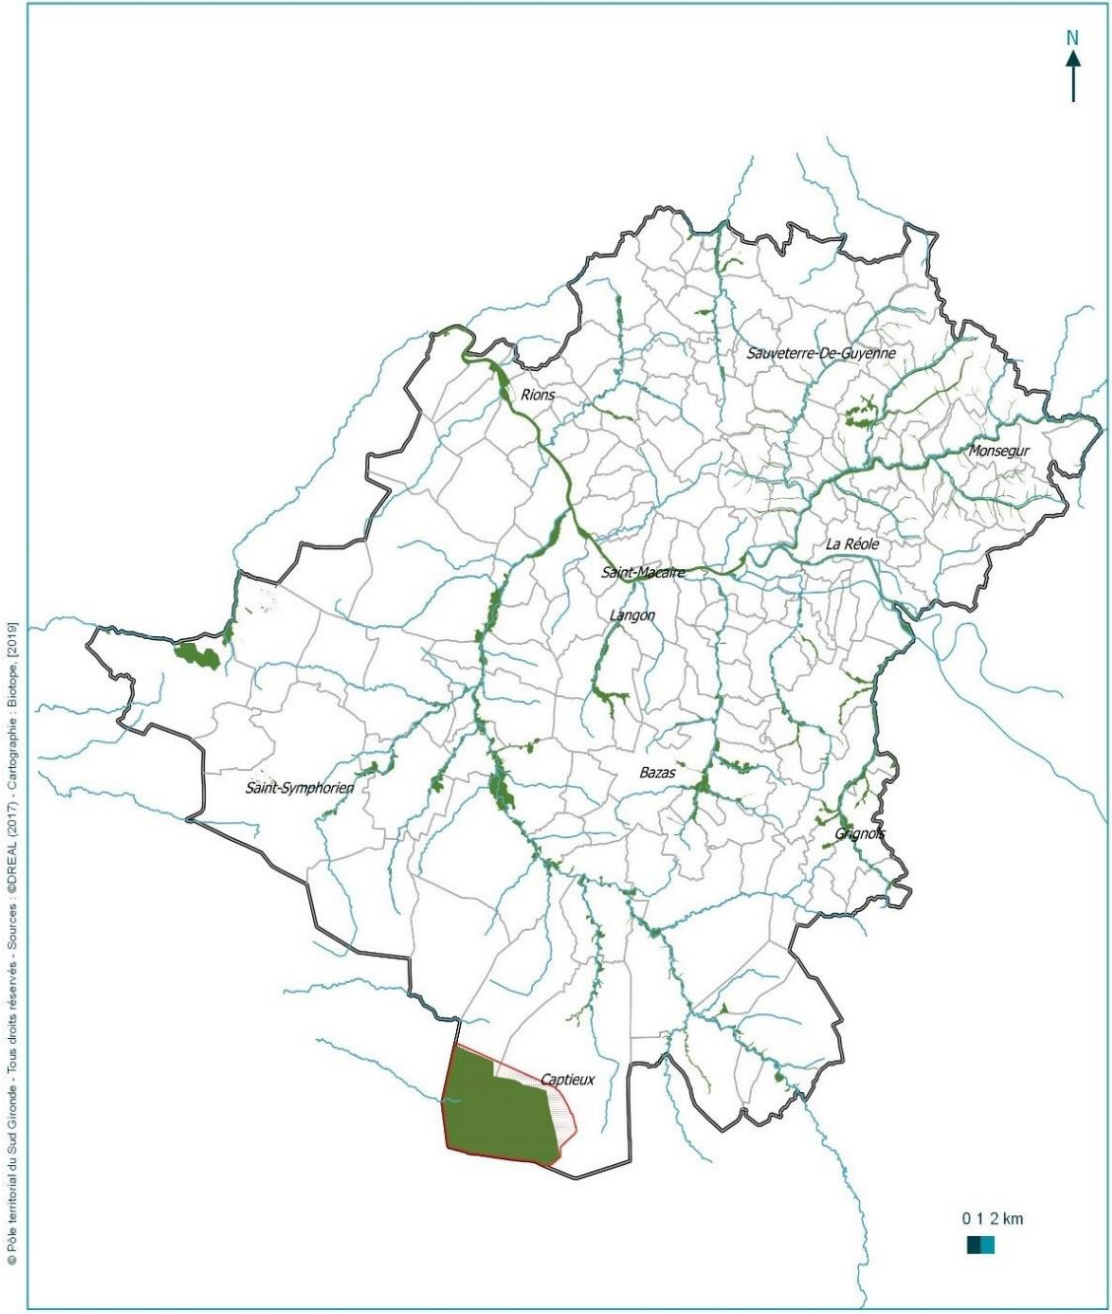 N
Sauveterre-De-Guyenne
Rions
Monsegur
La Réole
Saint-Macaire
Langon
Bazas
Saint-Symphorien
Grignols
Captieux
0 1 2 km
© Pôle territorial du Sud Gironde - Tous droits réservés - Sources : ©DREAL (2017) - Cartographie : Biotope, [2019]